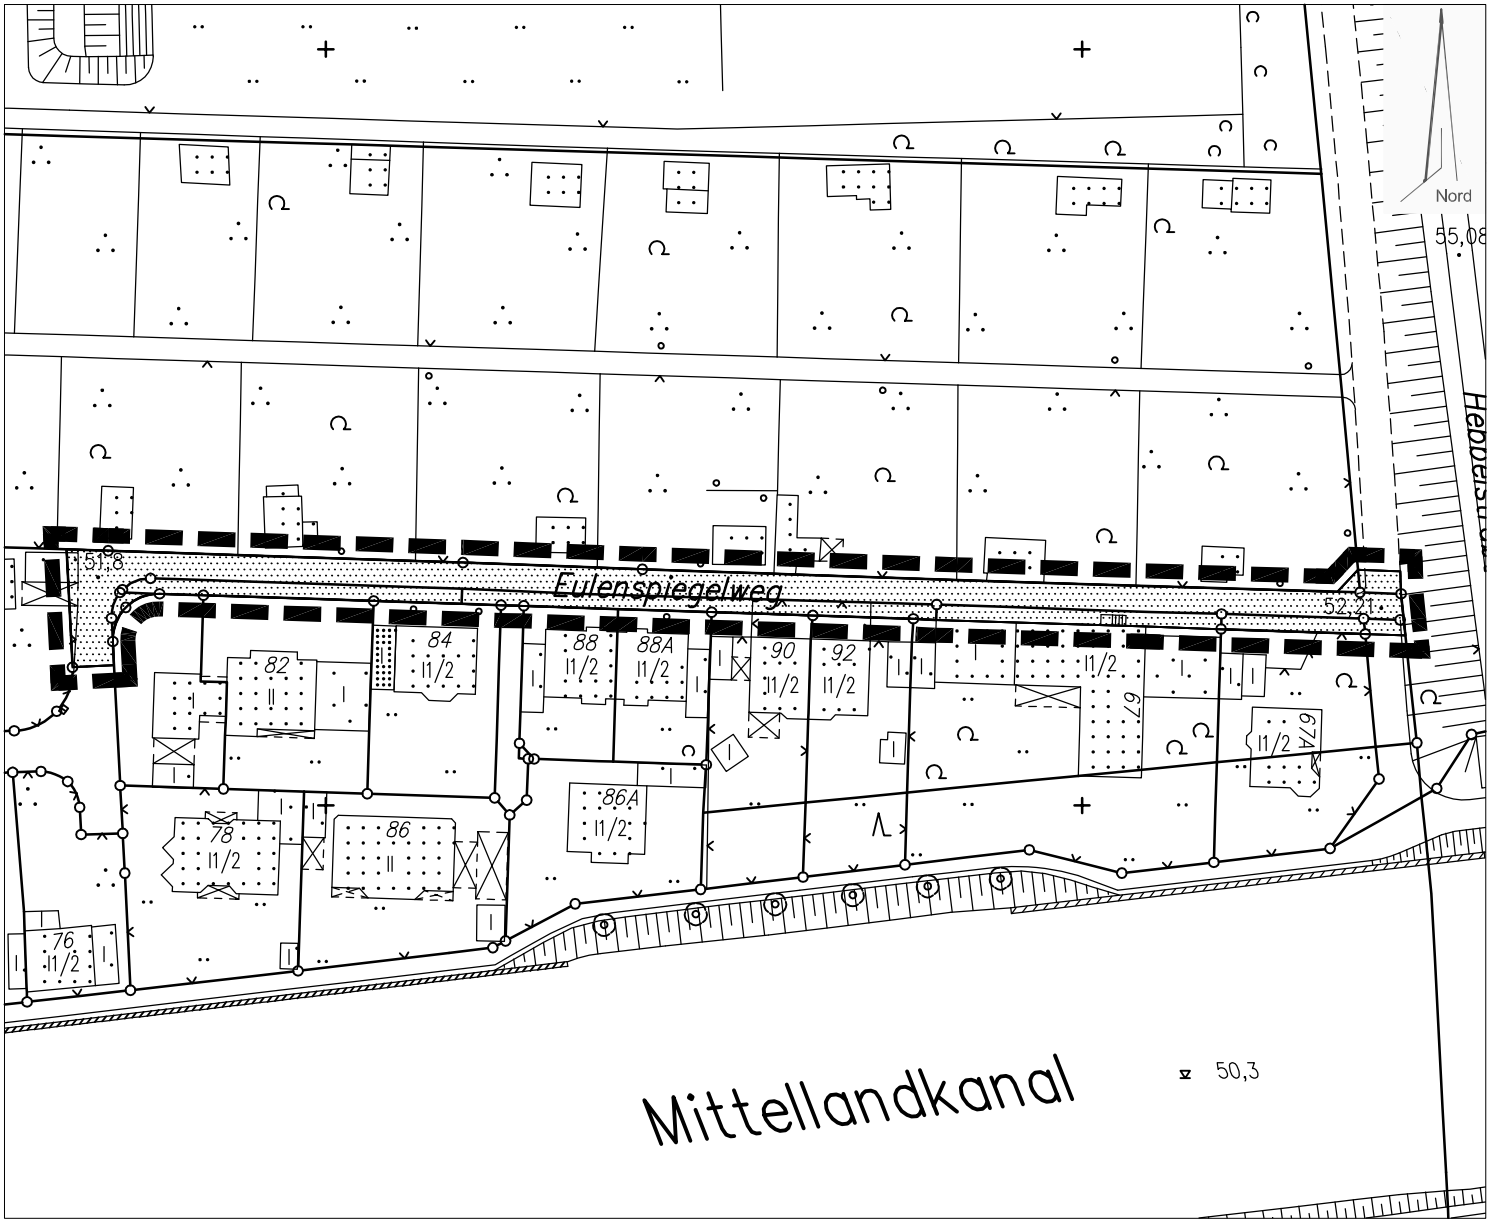 Nord
55,08
Hebbelstraße
51,8
Eulenspiegelweg
52,21
82
II
84
I1/2
88
I1/2
88A
I1/2
90
I1/2
92
I1/2
I1/2
67
67A
I1/2
78
I1/2
86
II
86A
I1/2
76
I1/2
Mittellandkanal
50,3